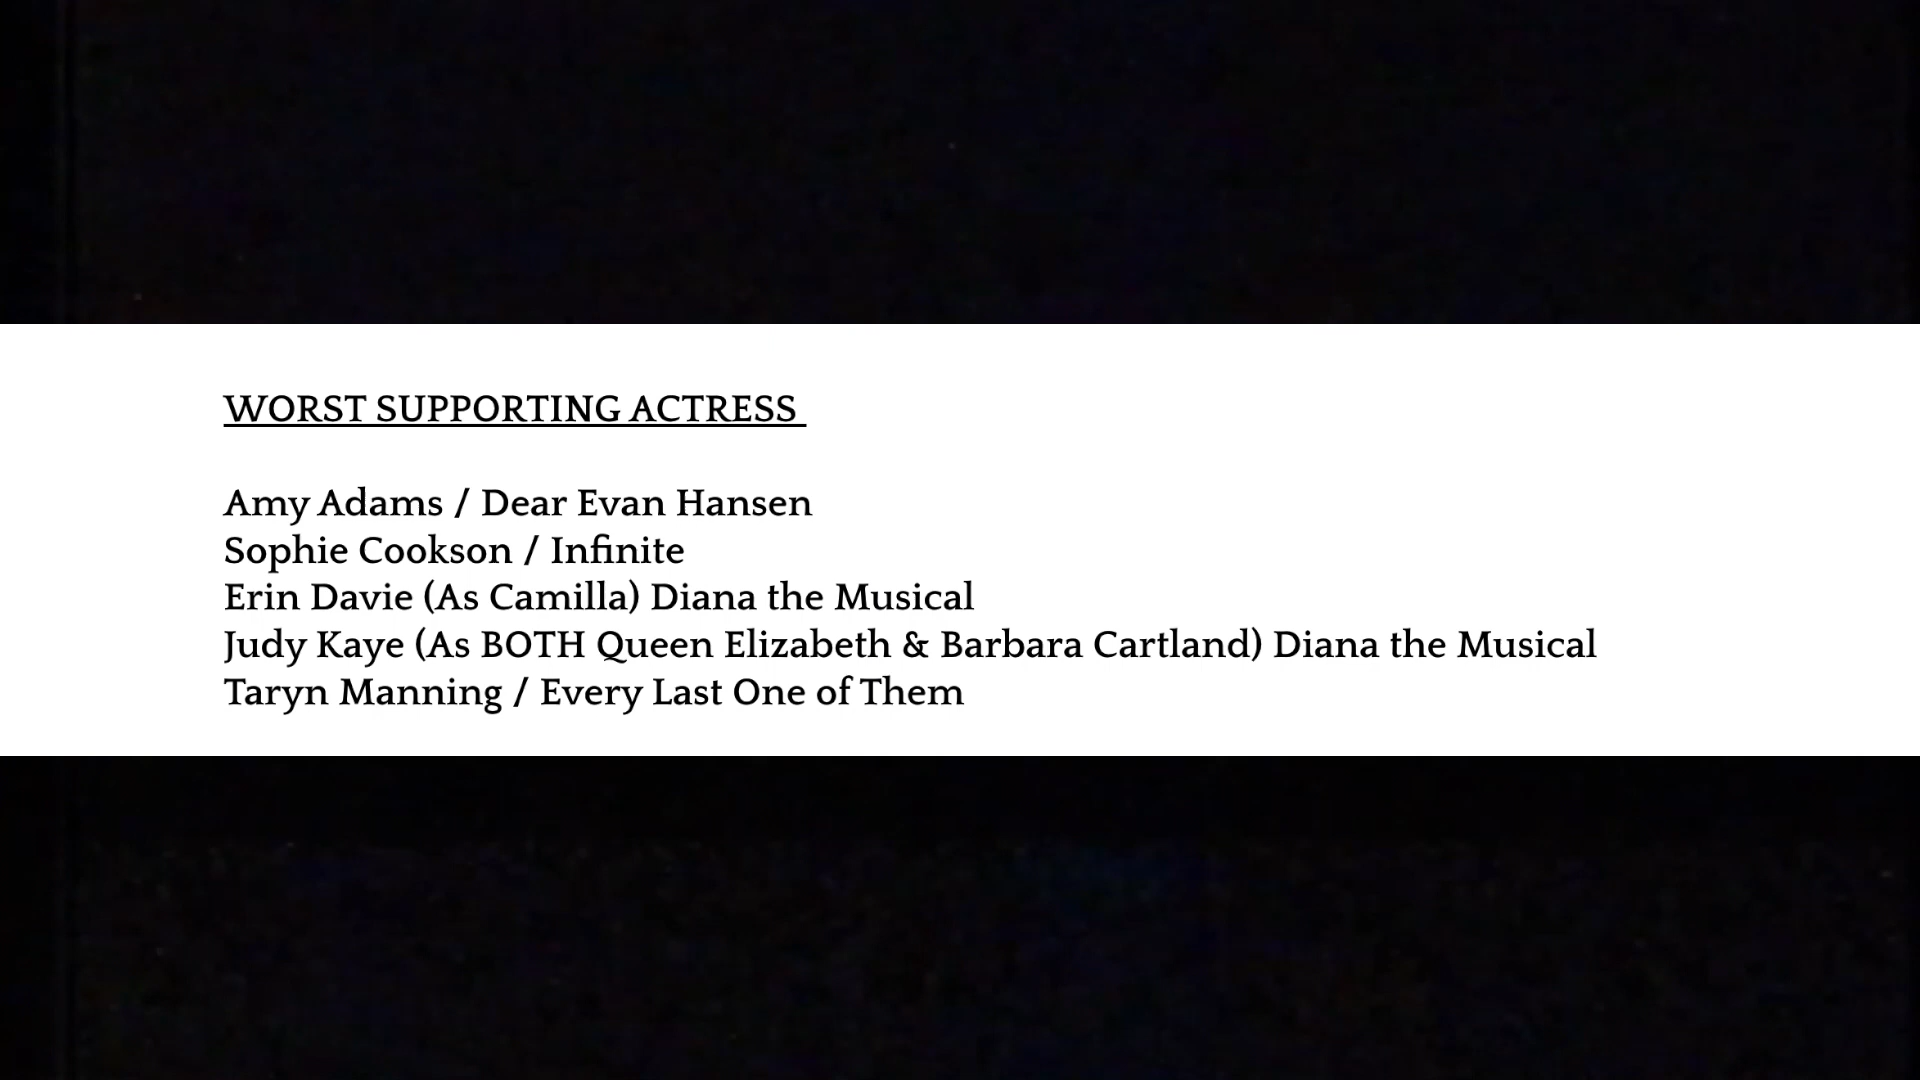 WORST SUPPORTING ACTRESS
Amy Adams / Dear Evan Hansen
Sophie Cookson / Infinite
Erin Davie (As Camilla) Diana the Musical
Judy Kaye (As BOTH Queen Elizabeth & Barbara Cartland) Diana the Musical
Taryn Manning / Every Last One of Them